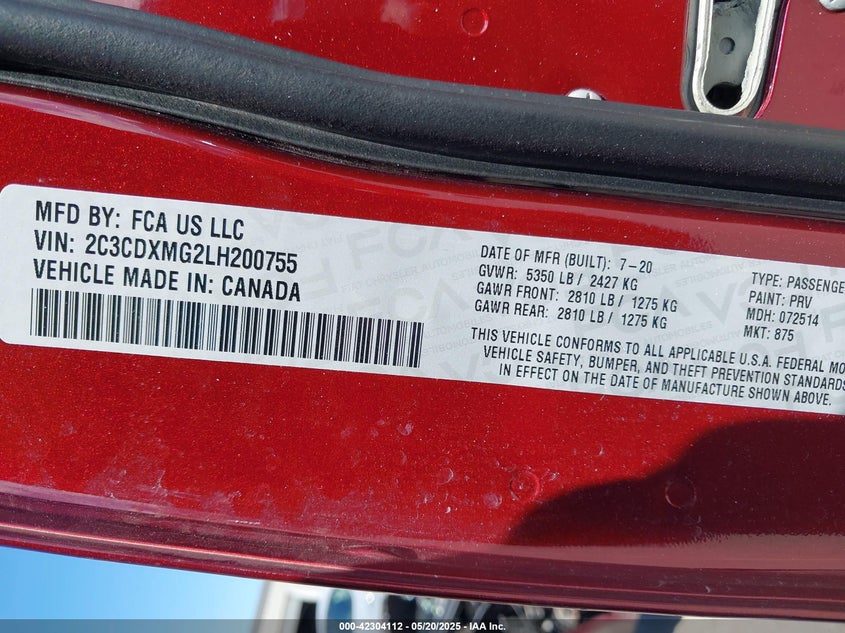 MFD BY: FCA US LLC
VIN: 2C3CDXMG2LH200755
VEHICLE MADE IN: CANADA
DATE OF MFR (BUILT): 7-20
GVWR: 5350 LB / 2427 KG
GAWR FRONT: 2810 LB / 1275 KG
GAWR REAR: 2810 LB / 1275 KG
TYPE: PASSENGE
PAINT: PRV
MDH: 072514
MKT: 875
THIS VEHICLE CONFORMS TO ALL APPLICABLE U.S.A. FEDERAL MO
VEHICLE SAFETY, BUMPER, AND THEFT PREVENTION STANDARDS
IN EFFECT ON THE DATE OF MANUFACTURE SHOWN ABOVE.
000-42304112 - 05/20/2025 - IAA Inc.